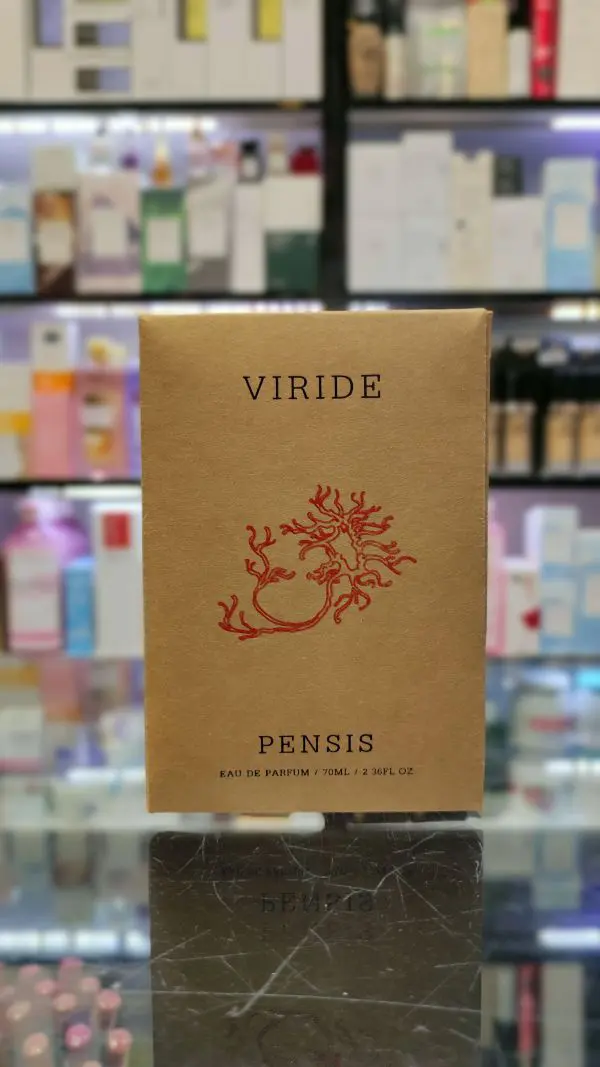 VIRIDE
PENSIS
EAU DE PARFUM / 70ML / 2 36FL OZ